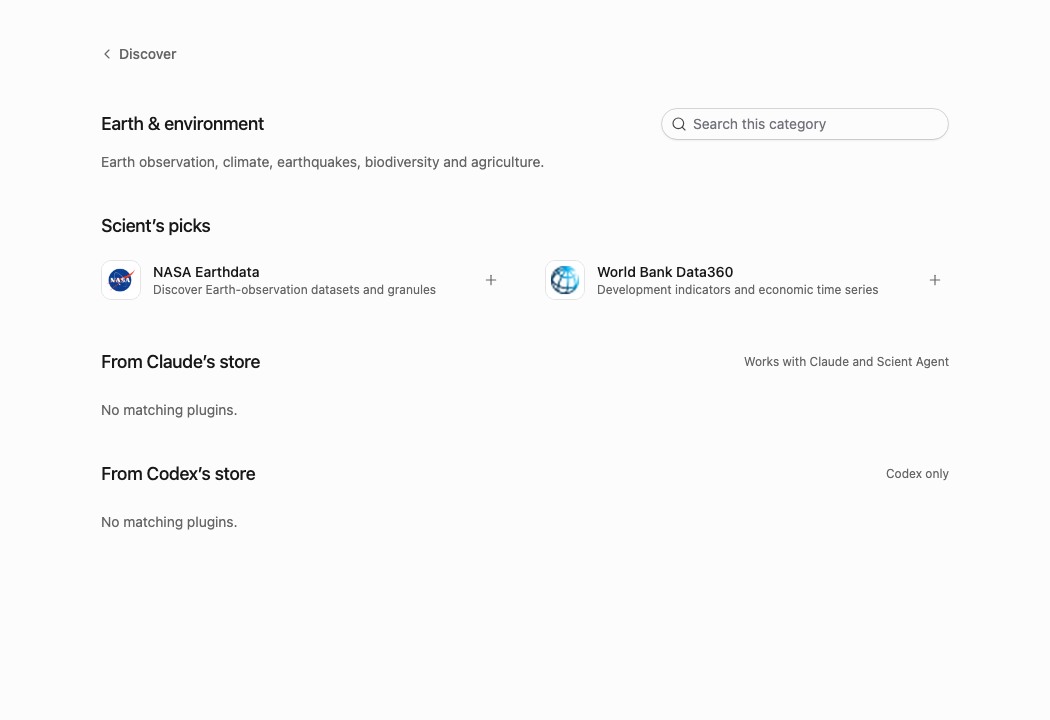 Discover
Earth & environment
Search this category
Earth observation, climate, earthquakes, biodiversity and agriculture.
Scient’s picks
NASA
NASA Earthdata
Discover Earth-observation datasets and granules
World Bank Data360
Development indicators and economic time series
From Claude’s store
Works with Claude and Scient Agent
No matching plugins.
From Codex’s store
Codex only
No matching plugins.